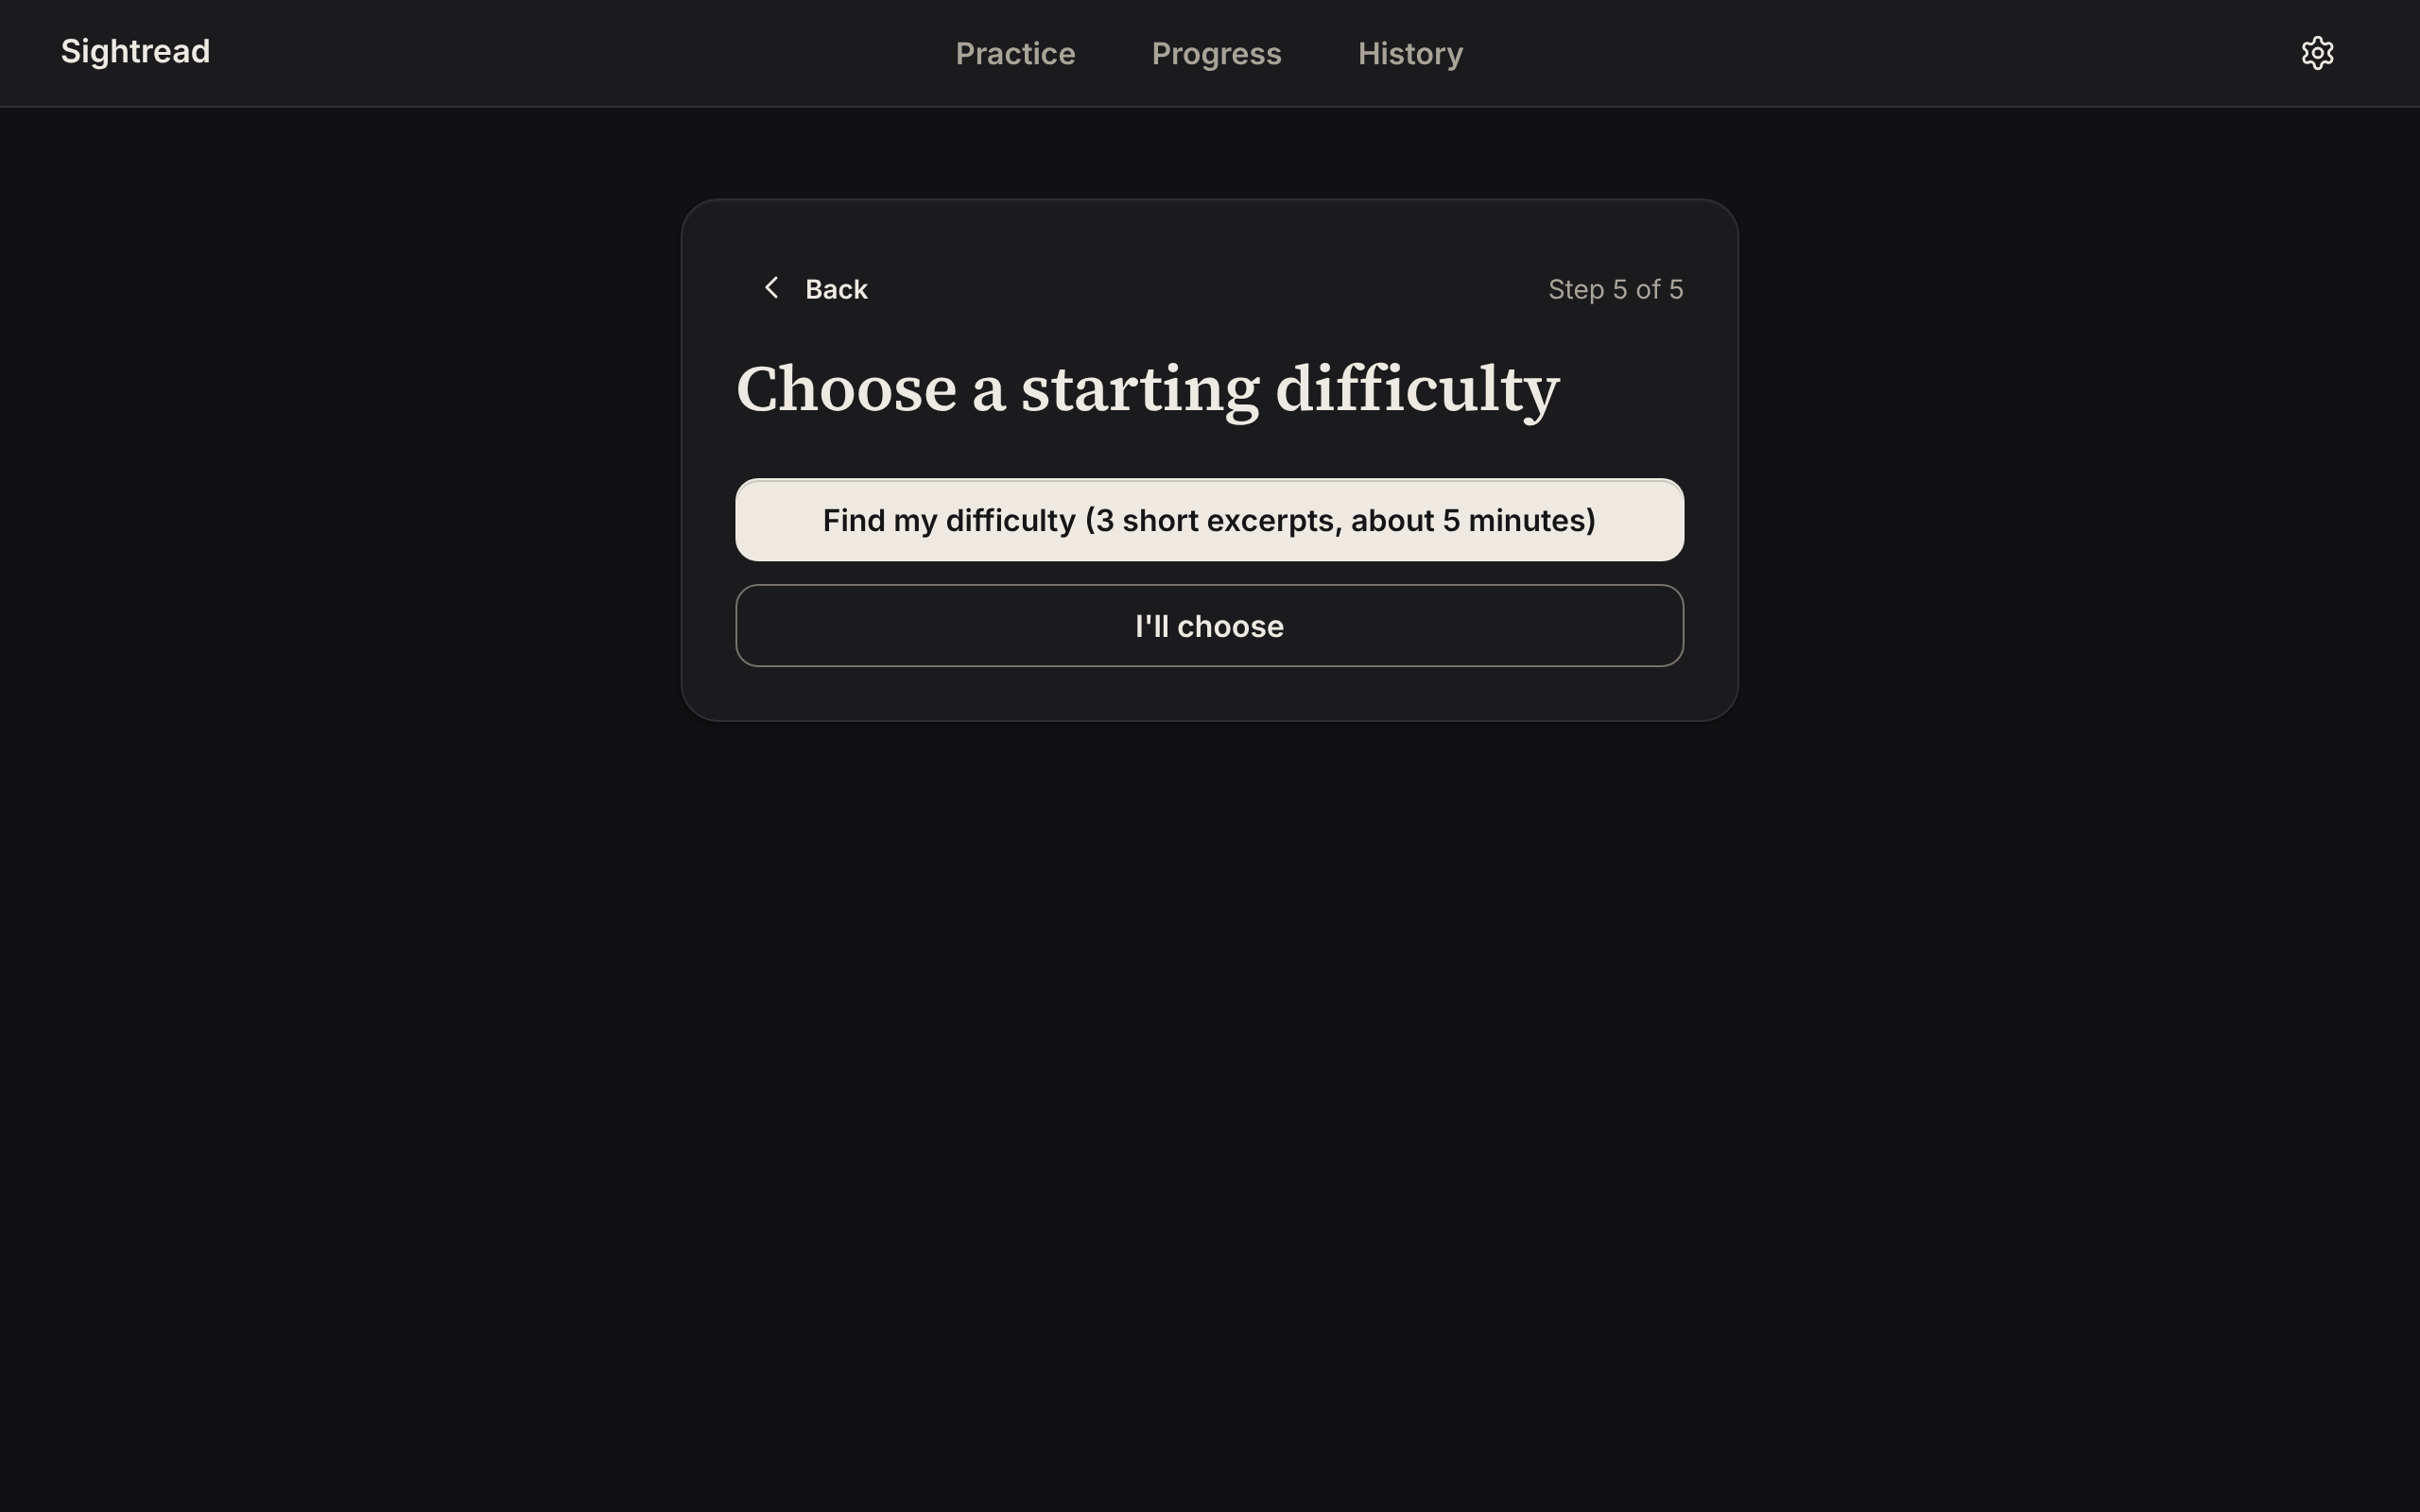 Sightread
Practice
Progress
History
Back
Step 5 of 5
Choose a starting difficulty
Find my difficulty (3 short excerpts, about 5 minutes)
I'll choose